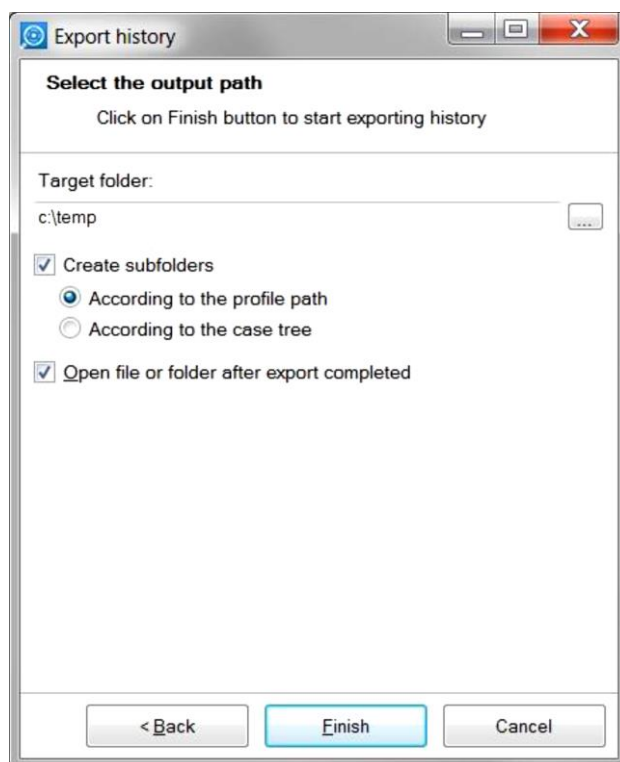 Export history
Select the output path
Click on Finish button to start exporting history
Target folder:
c:\temp
...
Create subfolders
According to the profile path
According to the case tree
Open file or folder after export completed
< Back
Finish
Cancel